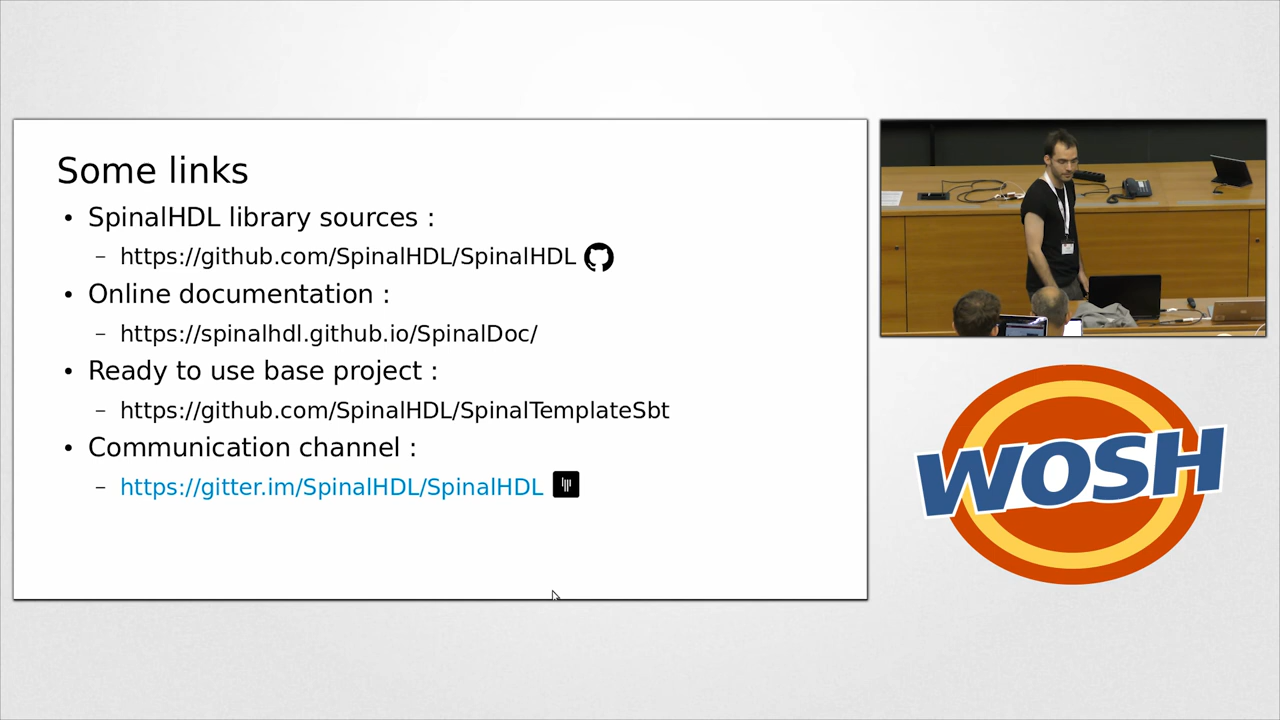 Some links
• SpinalHDL library sources :
– https://github.com/SpinalHDL/SpinalHDL
• Online documentation :
– https://spinalhdl.github.io/SpinalDoc/
• Ready to use base project :
– https://github.com/SpinalHDL/SpinalTemplateSbt
• Communication channel :
– https://gitter.im/SpinalHDL/SpinalHDL
WOSH